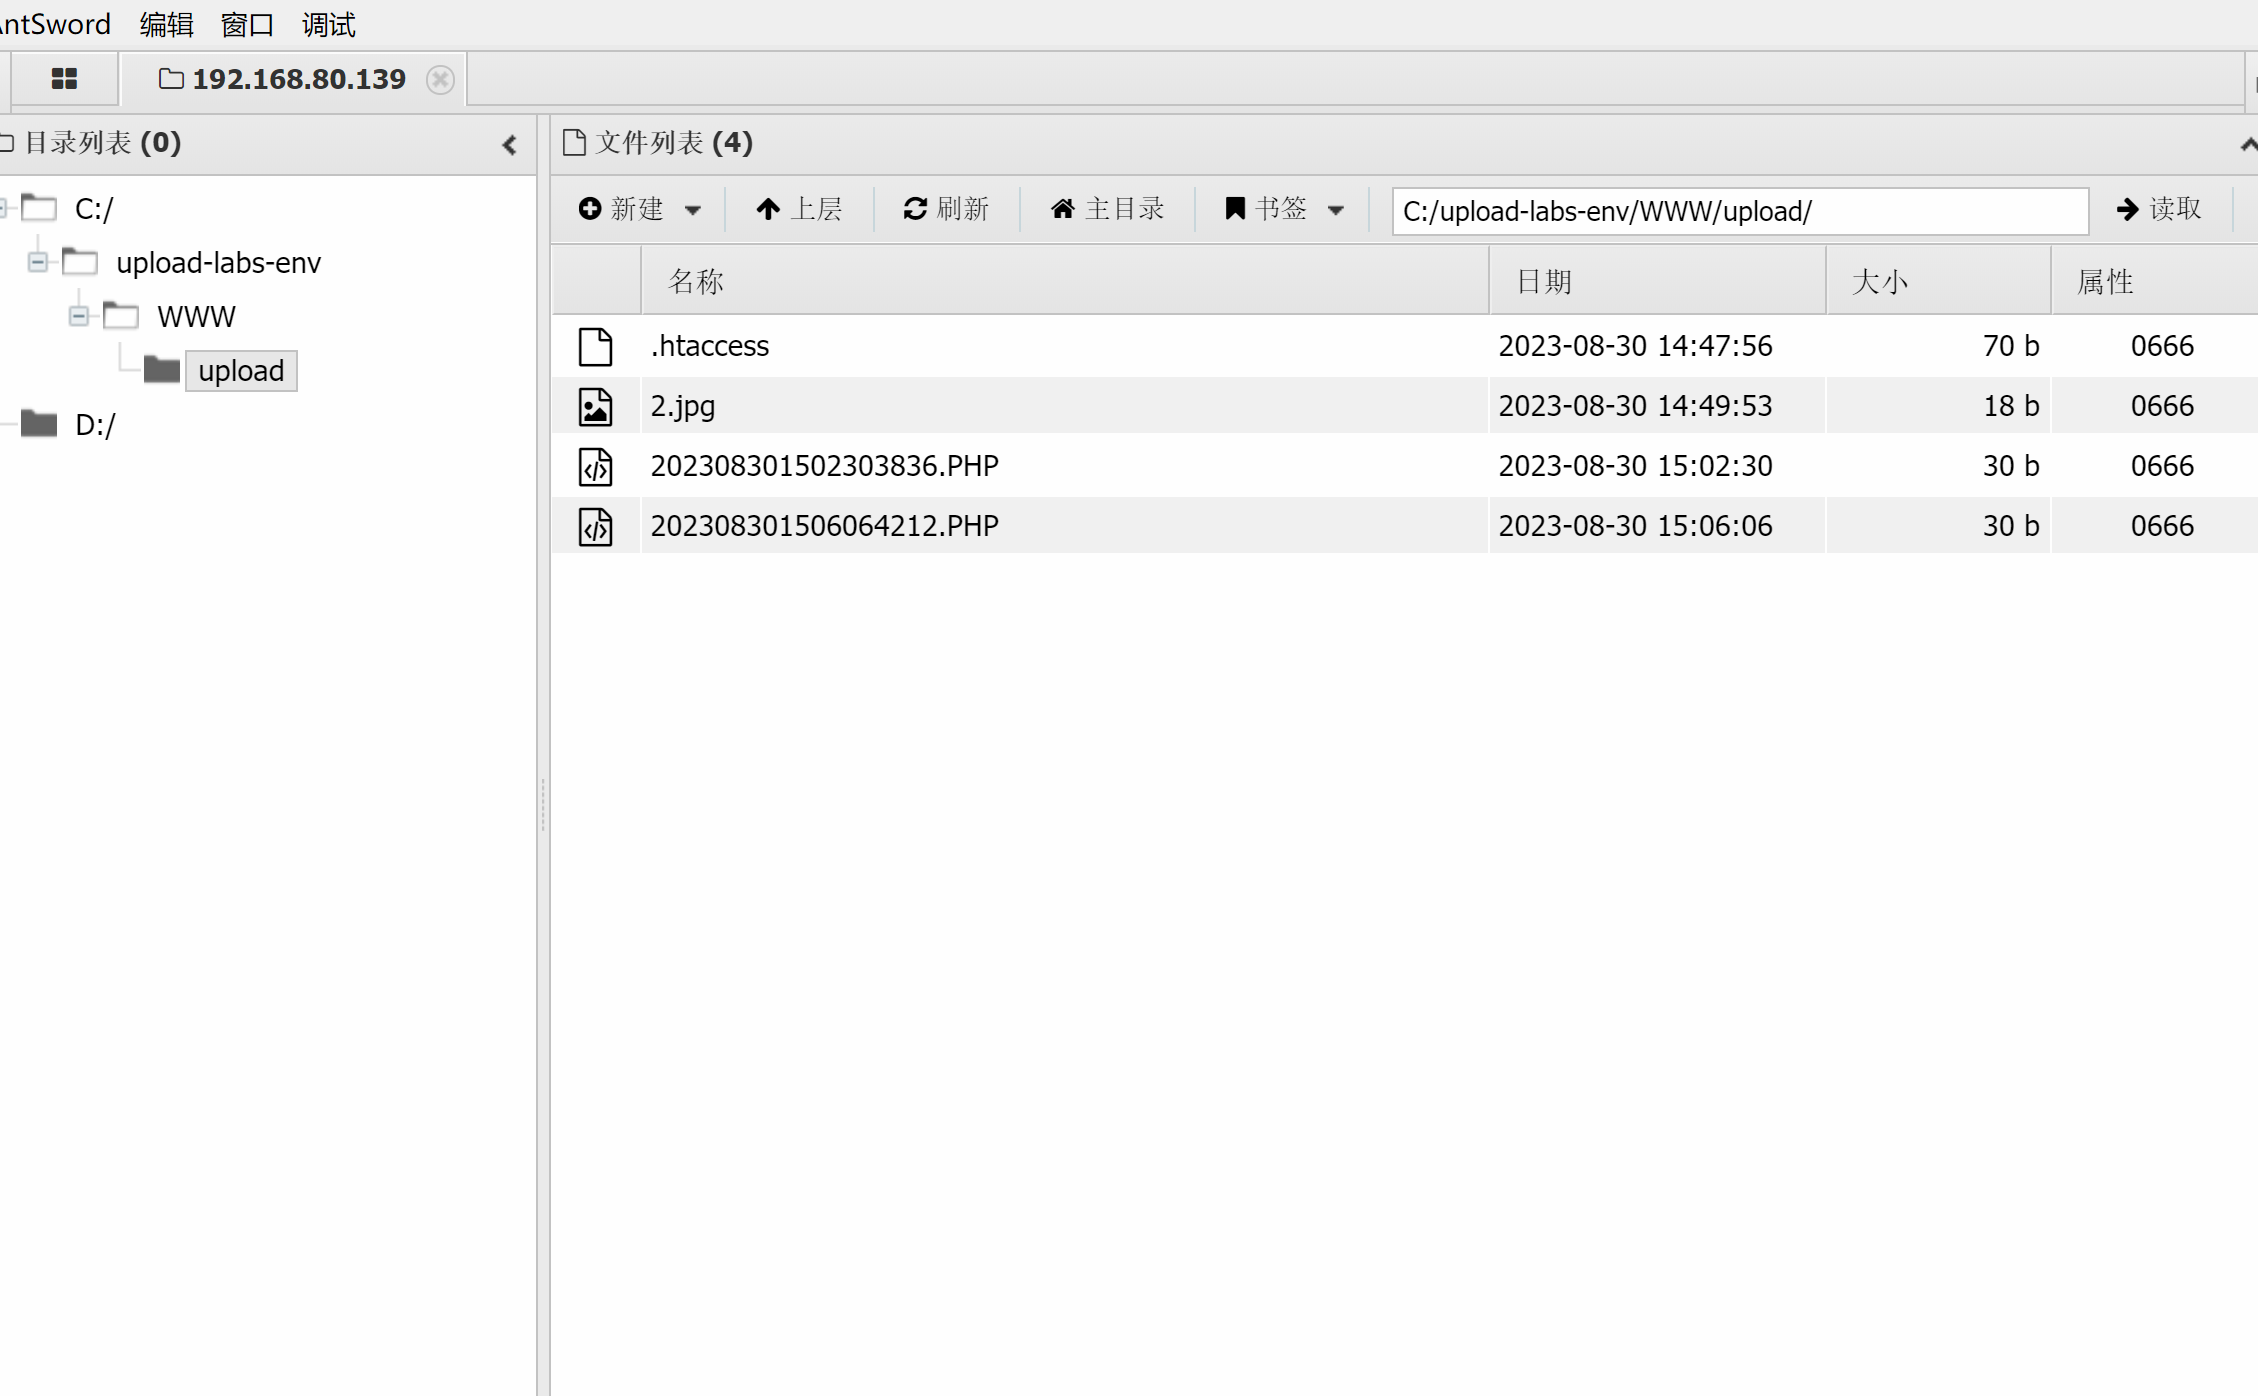 AntSword 编辑 窗口 调试
192.168.80.139
目录列表 (0)
C:/
upload-labs-env
WWW
upload
D:/
文件列表 (4)
新建 上层 刷新 主目录 书签 C:/upload-labs-env/WWW/upload/ 读取
名称 日期 大小 属性
.htaccess 2023-08-30 14:47:56 70 b 0666
2.jpg 2023-08-30 14:49:53 18 b 0666
202308301502303836.PHP 2023-08-30 15:02:30 30 b 0666
202308301506064212.PHP 2023-08-30 15:06:06 30 b 0666